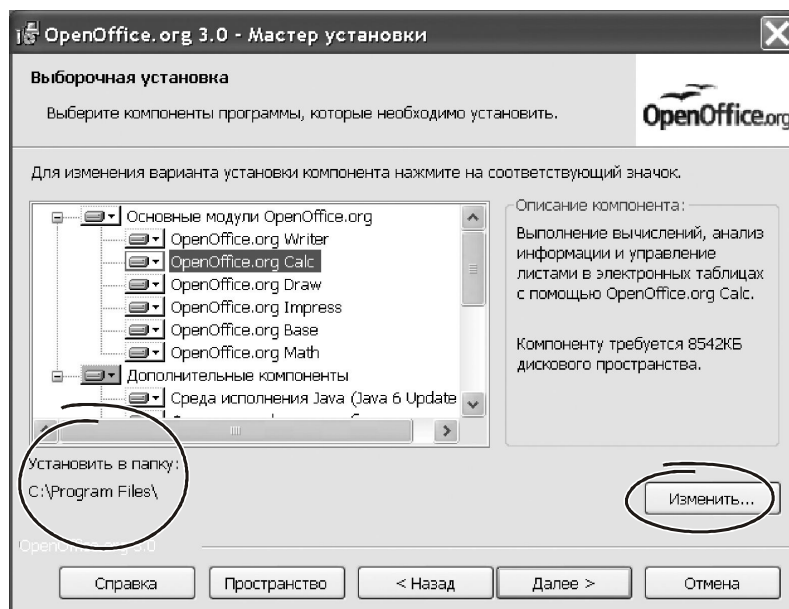 OpenOffice.org 3.0 - Мастер установки
Выборочная установка
Выберите компоненты программы, которые необходимо установить.
OpenOffice.org
Для изменения варианта установки компонента нажмите на соответствующий значок.
Основные модули OpenOffice.org
OpenOffice.org Writer
OpenOffice.org Calc
OpenOffice.org Draw
OpenOffice.org Impress
OpenOffice.org Base
OpenOffice.org Math
Дополнительные компоненты
Среда исполнения Java (Java 6 Update
Описание компонента:
Выполнение вычислений, анализ
информации и управление
листами в электронных таблицах
с помощью OpenOffice.org Calc.
Компоненту требуется 8542КБ
дискового пространства.
Установить в папку:
C:\Program Files\
Изменить...
OpenOffice.org 3.0
Справка
Пространство
< Назад
Далее >
Отмена